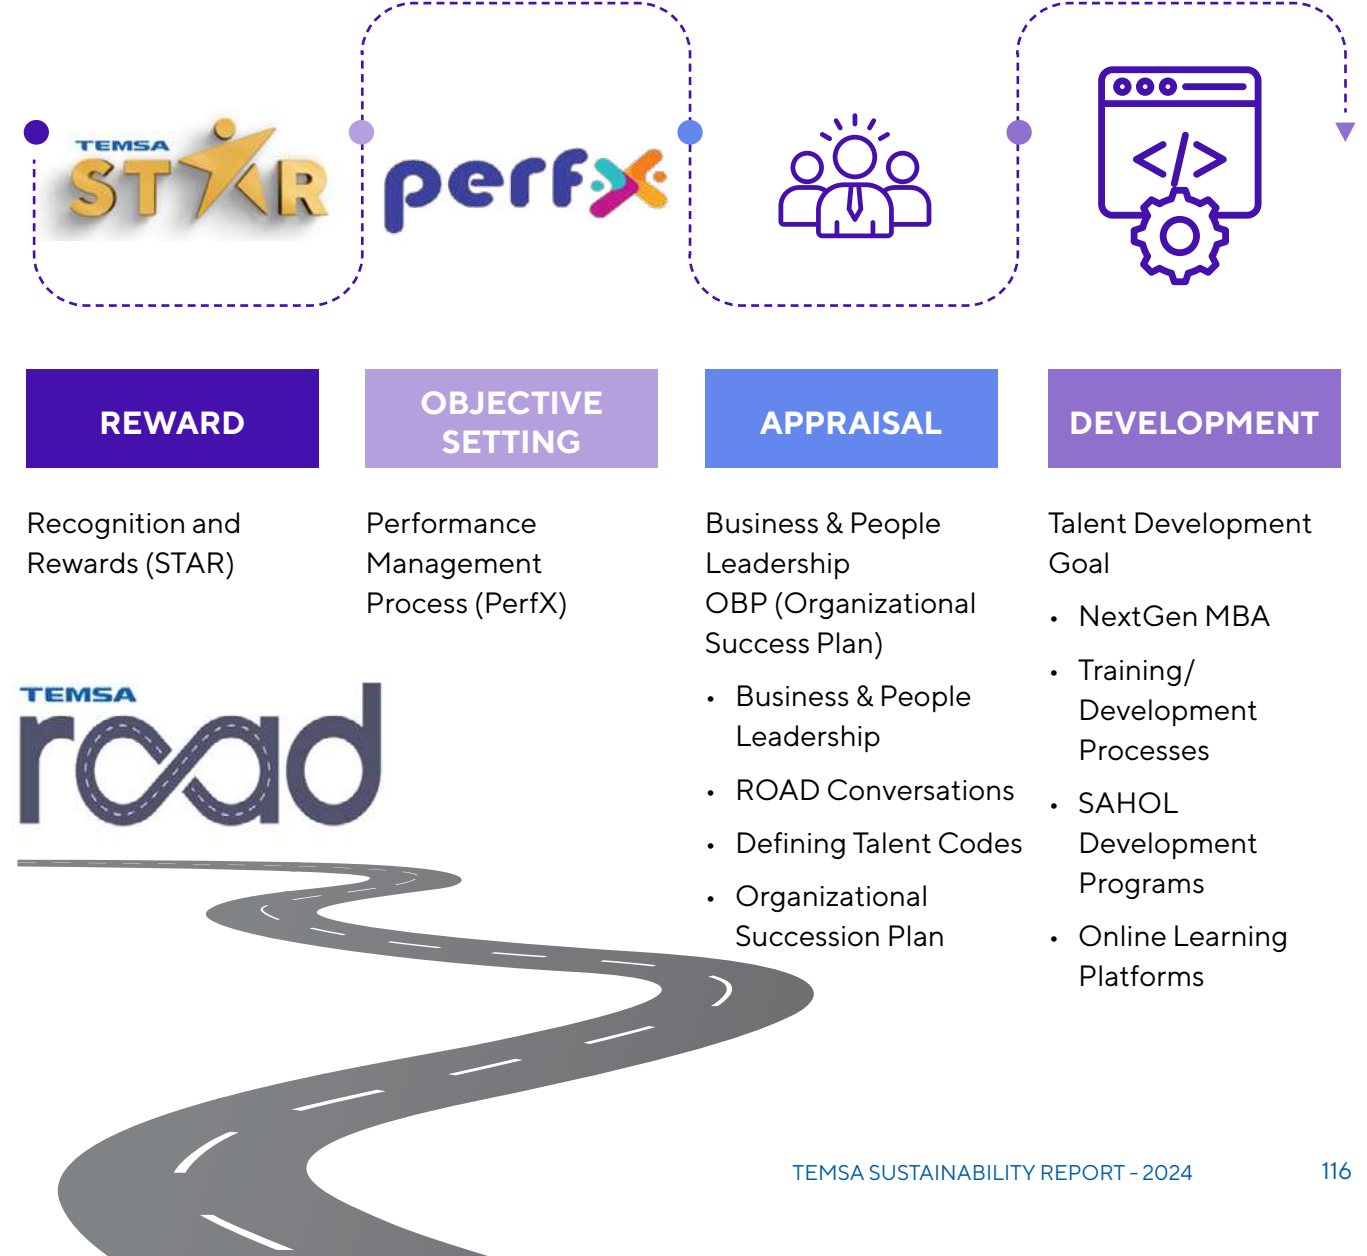 TEMSA
STAR
perfx
REWARD
OBJECTIVE
SETTING
APPRAISAL
DEVELOPMENT
Recognition and
Rewards (STAR)
Performance
Management
Process (PerfX)
Business & People
Leadership
OBP (Organizational
Success Plan)
• Business & People
Leadership
• ROAD Conversations
• Defining Talent Codes
• Organizational
Succession Plan
Talent Development
Goal
• NextGen MBA
• Training/
Development
Processes
• SAHOL
Development
Programs
• Online Learning
Platforms
TEMSA
road
TEMSA SUSTAINABILITY REPORT - 2024
116